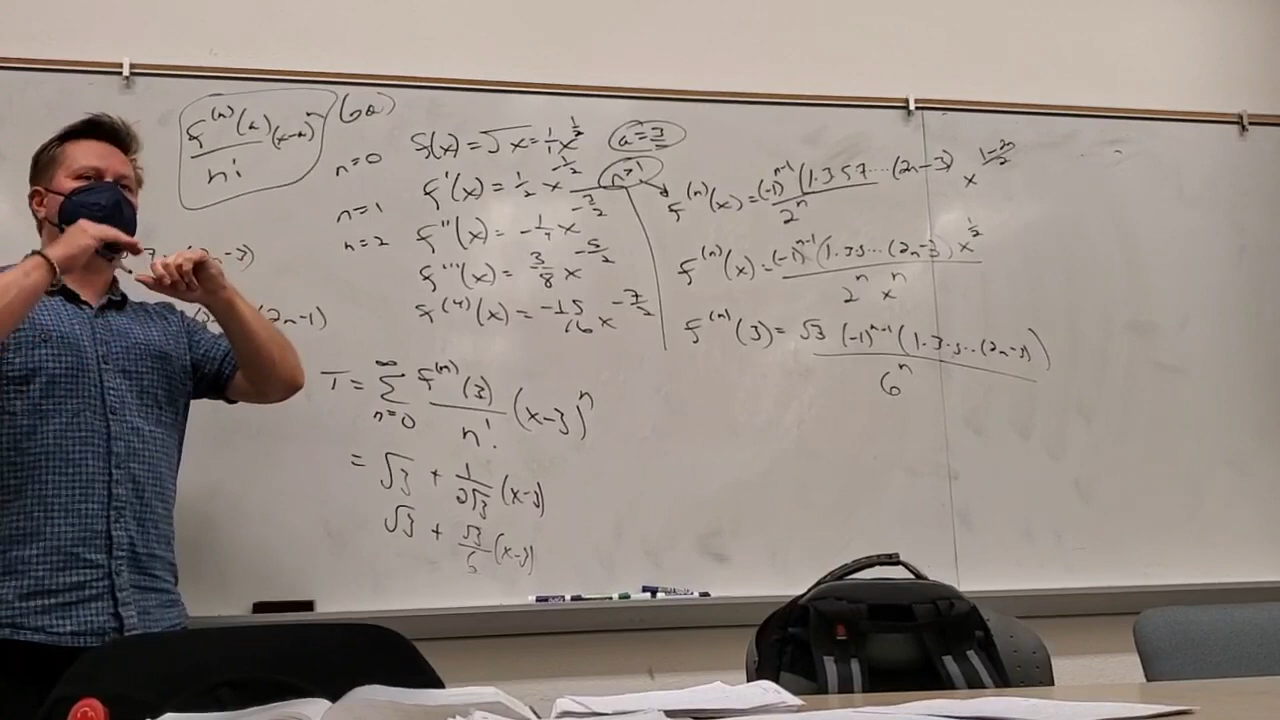 f^(n)(a)/n! (x-a)^n (6a)
n=0 f(x) = √x = 1/1 x^(1/2) a=3
f'(x) = 1/2 x^(-1/2) n>1
n=1
n=2 f''(x) = -1/4 x^(-3/2)
f'''(x) = 3/8 x^(-5/2)
f^(4)(x) = -15/16 x^(-7/2)
f^(n)(x) = (-1)^(n-1) (1·3·5·7···(2n-3))/2^n x^((1-2n)/2)
f^(n)(x) = (-1)^(n-1) (1·3·5···(2n-3)) x^(1/2) / 2^n x^n
f^(n)(3) = √3 (-1)^(n-1) (1·3·5···(2n-3)) / 6^n
(2n-1)
T = ∑_{n=0}^{∞} f^(n)(3)/n! (x-3)^n
= √3 + 1/2√3 (x-3)
√3 + √3/6 (x-3)